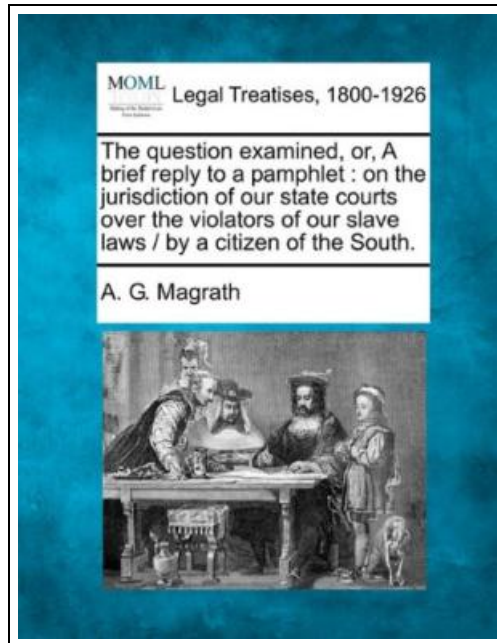 MOML
Legal Treatises, 1800-1926
The question examined, or, A
brief reply to a pamphlet : on the
jurisdiction of our state courts
over the violators of our slave
laws / by a citizen of the South.
A. G. Magrath